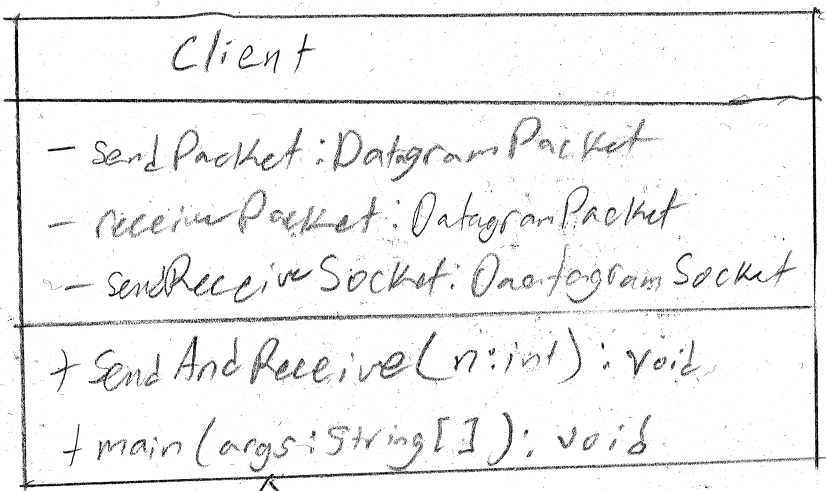 Client
- sendPacket : DatagramPacket
- receivePacket : DatagramPacket
- sendReceiveSocket : DatagramSocket
+ sendAndReceive(n : int) : void
+ main(args : String[]) : void